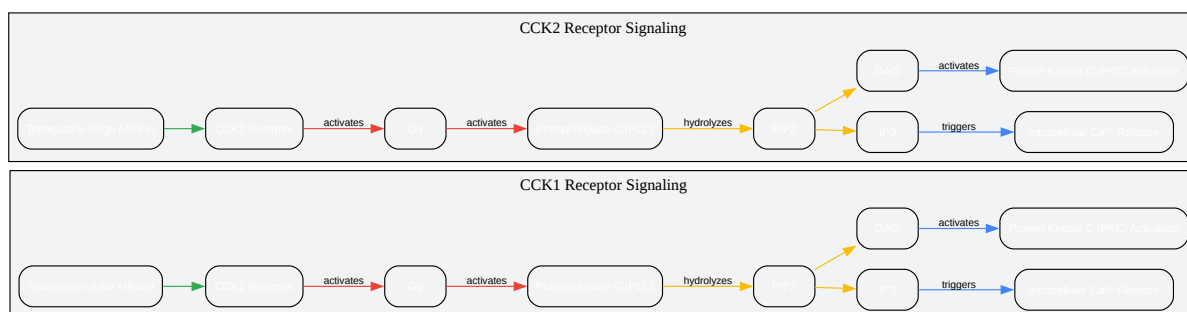 CCK2 Receptor Signaling
DAG
activates
Protein Kinase C (PKC) Activation
Tetragastrin (High Affinity)
CCK2 Receptor
activates
Gq
activates
Phospholipase C (PLC)
hydrolyzes
PIP2
IP3
triggers
Intracellular Ca²⁺ Release
CCK1 Receptor Signaling
DAG
activates
Protein Kinase C (PKC) Activation
Tetragastrin (Low Affinity)
CCK1 Receptor
activates
Gq
activates
Phospholipase C (PLC)
hydrolyzes
PIP2
IP3
triggers
Intracellular Ca²⁺ Release